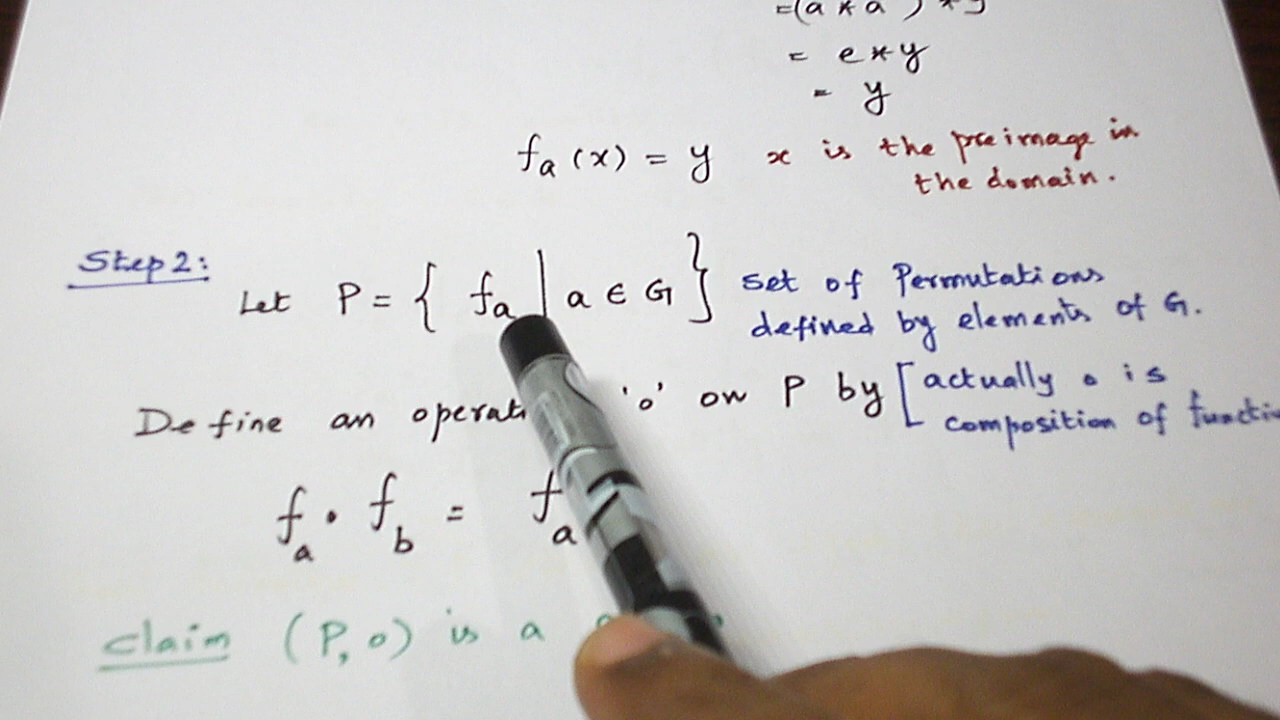 = e * y
= y
fa (x) = y x is the preimage in
the domain.
Step 2:
Let P = { fa | a ∈ G } set of Permutations
defined by elements of G.
Define an 'o' on P by [ actually o is
composition of
fa · fb = fa
Claim (P, o) is a